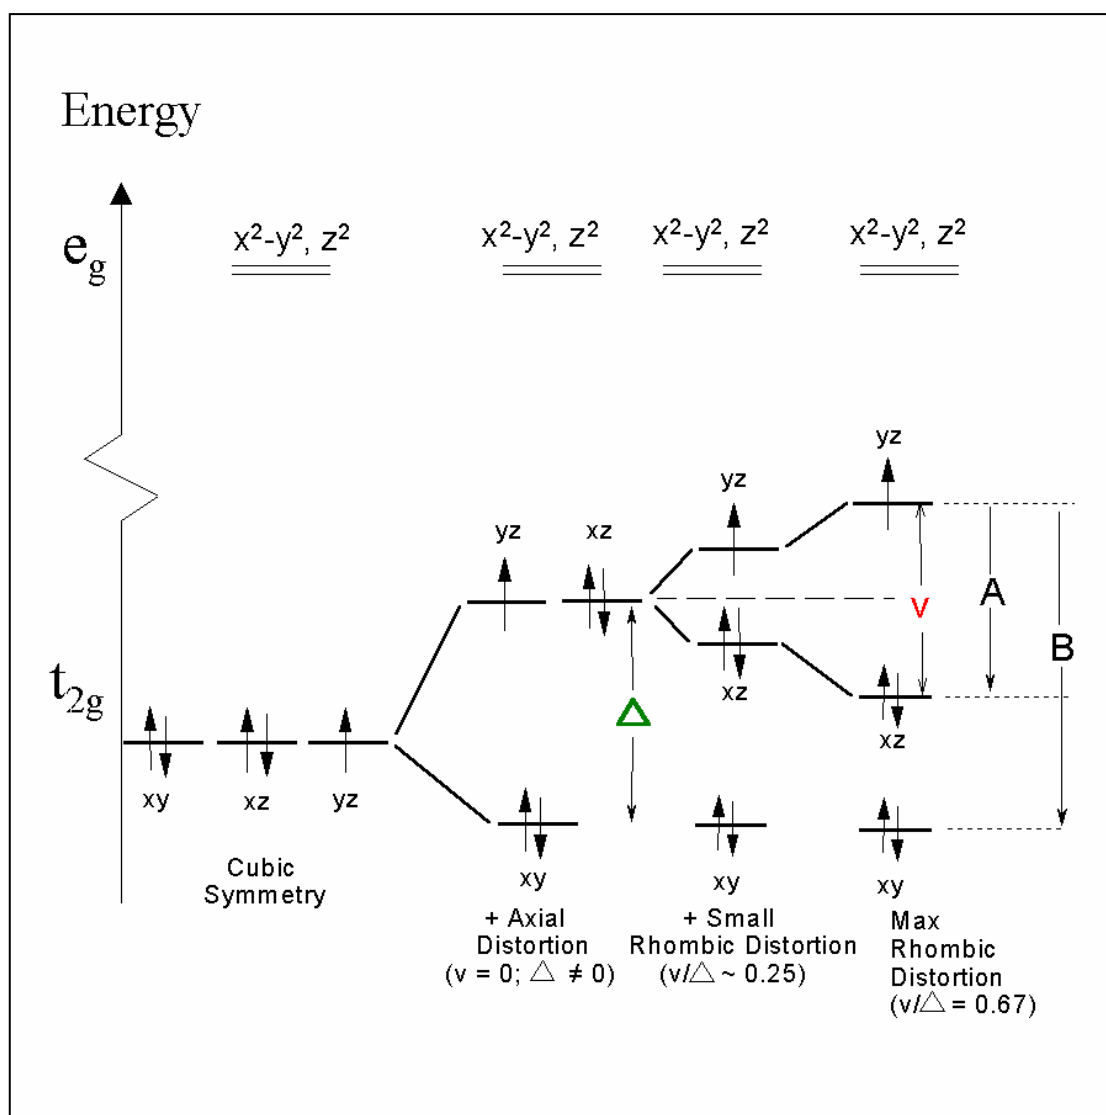 Energy
e_g
x²-y², z²
x²-y², z²
x²-y², z²
x²-y², z²
yz
yz
yz
xz
v
A
B
t_2g
△
xz
xz
xy
xz
yz
xy
xy
xy
Cubic
Symmetry
+ Axial
Distortion
(v = 0; △ ≠ 0)
+ Small
Rhombic Distortion
(v/△ ~ 0.25)
Max
Rhombic
Distortion
(v/△ = 0.67)